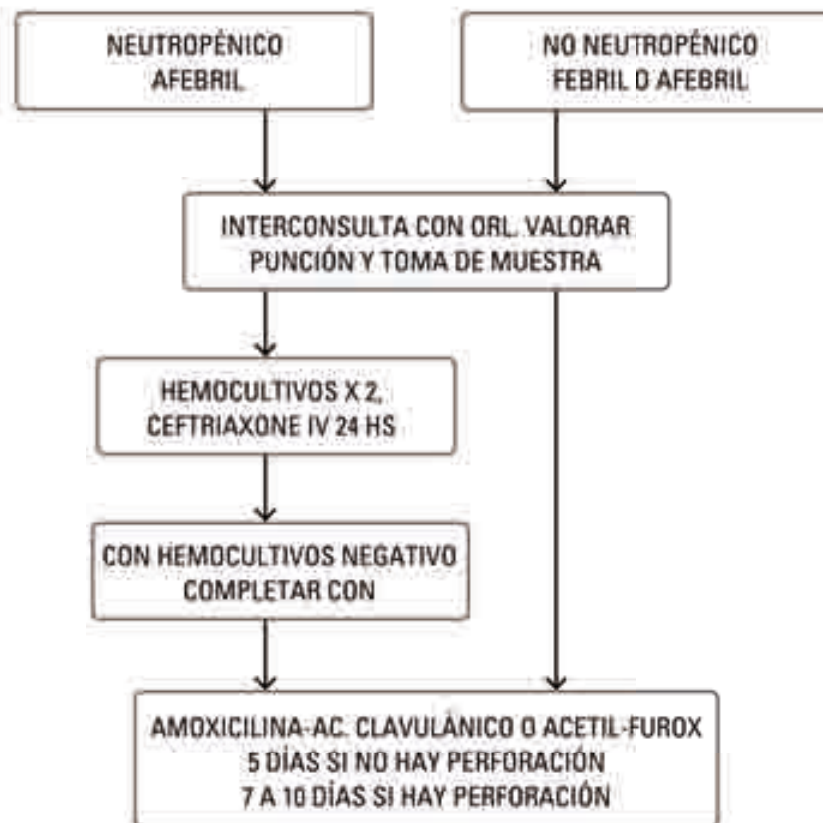 NEUTROPÉNICO
AFEBRIL
NO NEUTROPÉNICO
FEBRIL O AFEBRIL
INTERCONSULTA CON ORL. VALORAR
PUNCIÓN Y TOMA DE MUESTRA
HEMOCULTIVOS X 2,
CEFTRIAXONE IV 24 HS
CON HEMOCULTIVOS NEGATIVO
COMPLETAR CON
AMOXICILINA-AC. CLAVULÁNICO O ACETIL-FUROX
5 DÍAS SI NO HAY PERFORACIÓN
7 A 10 DÍAS SI HAY PERFORACIÓN